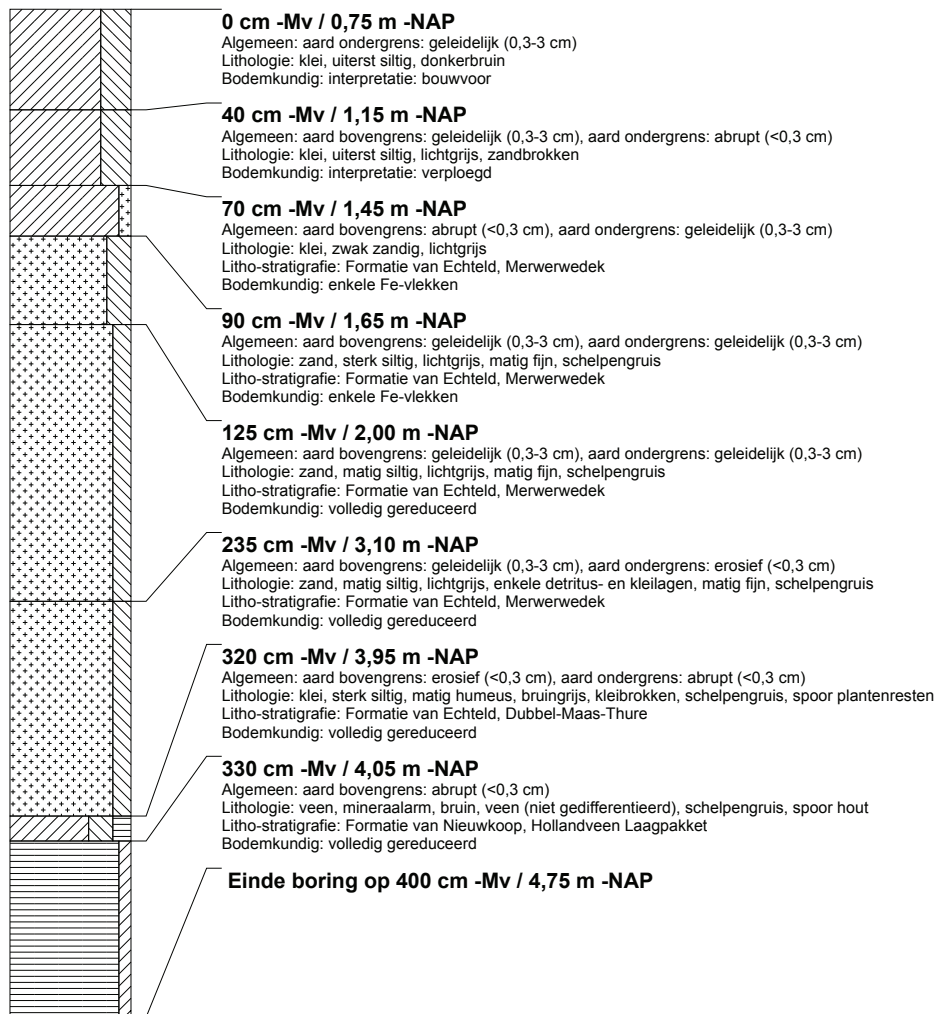 0 cm -Mv / 0,75 m -NAP
Algemeen: aard ondergrens: geleidelijk (0,3-3 cm)
Lithologie: klei, uiterst siltig, donkerbruin
Bodemkundig: interpretatie: bouwvoor
40 cm -Mv / 1,15 m -NAP
Algemeen: aard bovengrens: geleidelijk (0,3-3 cm), aard ondergrens: abrupt (<0,3 cm)
Lithologie: klei, uiterst siltig, lichtgrijs, zandbrokken
Bodemkundig: interpretatie: verploegd
70 cm -Mv / 1,45 m -NAP
Algemeen: aard bovengrens: abrupt (<0,3 cm), aard ondergrens: geleidelijk (0,3-3 cm)
Lithologie: klei, zwak zandig, lichtgrijs
Litho-stratigrafie: Formatie van Echteld, Merwerwedek
Bodemkundig: enkele Fe-vlekken
90 cm -Mv / 1,65 m -NAP
Algemeen: aard bovengrens: geleidelijk (0,3-3 cm), aard ondergrens: geleidelijk (0,3-3 cm)
Lithologie: zand, sterk siltig, lichtgrijs, matig fijn, schelpengruis
Litho-stratigrafie: Formatie van Echteld, Merwerwedek
Bodemkundig: enkele Fe-vlekken
125 cm -Mv / 2,00 m -NAP
Algemeen: aard bovengrens: geleidelijk (0,3-3 cm), aard ondergrens: geleidelijk (0,3-3 cm)
Lithologie: zand, matig siltig, lichtgrijs, matig fijn, schelpengruis
Litho-stratigrafie: Formatie van Echteld, Merwerwedek
Bodemkundig: volledig gereduceerd
235 cm -Mv / 3,10 m -NAP
Algemeen: aard bovengrens: geleidelijk (0,3-3 cm), aard ondergrens: erosief (<0,3 cm)
Lithologie: zand, matig siltig, lichtgrijs, enkele detritus- en kleilagen, matig fijn, schelpengruis
Litho-stratigrafie: Formatie van Echteld, Merwerwedek
Bodemkundig: volledig gereduceerd
320 cm -Mv / 3,95 m -NAP
Algemeen: aard bovengrens: erosief (<0,3 cm), aard ondergrens: abrupt (<0,3 cm)
Lithologie: klei, sterk siltig, matig humeus, bruingrijs, kleibrokken, schelpengruis, spoor plantenresten
Litho-stratigrafie: Formatie van Echteld, Dubbel-Maas-Thure
Bodemkundig: volledig gereduceerd
330 cm -Mv / 4,05 m -NAP
Algemeen: aard bovengrens: abrupt (<0,3 cm)
Lithologie: veen, mineraalarm, bruin, veen (niet gedifferentieerd), schelpengruis, spoor hout
Litho-stratigrafie: Formatie van Nieuwkoop, Hollandveen Laagpakket
Bodemkundig: volledig gereduceerd
Einde boring op 400 cm -Mv / 4,75 m -NAP